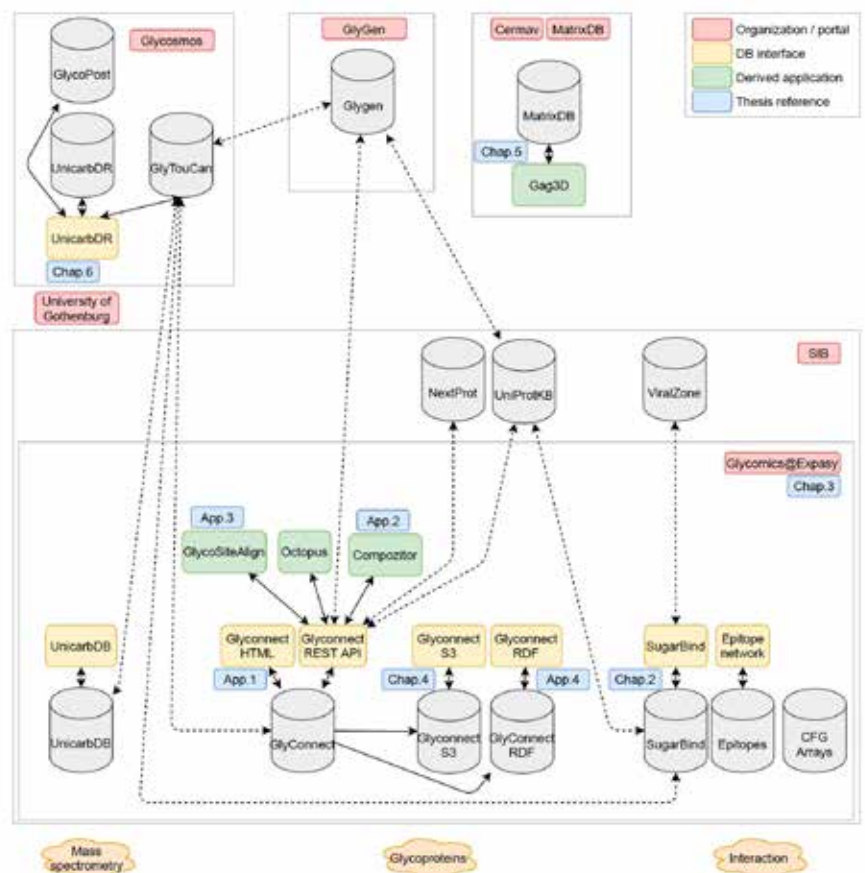 Glycosmos
GlycoPost
UnicarbDR
GlyTouCan
UnicarbDR
Chap.6
University of
Gothenburg
GlyGen
Glygen
Cermav
MatrixDB
MatrixDB
Chap.5
Gag3D
Organization / portal
DB interface
Derived application
Thesis reference
SIB
NextProt
UniProtKB
ViralZone
Glycomics@Expasy
Chap.3
App.3
GlycoSiteAlign
Octopus
App.2
Compozitor
UnicarbDB
Glyconnect
HTML
Glyconnect
REST API
Glyconnect
S3
Glyconnect
RDF
SugarBind
Epitope
network
App.1
Chap.4
App.4
Chap.2
UnicarbDB
GlyConnect
Glyconnect
S3
GlyConnect
RDF
SugarBind
Epitopes
CFG
Arrays
Mass
spectrometry
Glycoproteins
Interaction